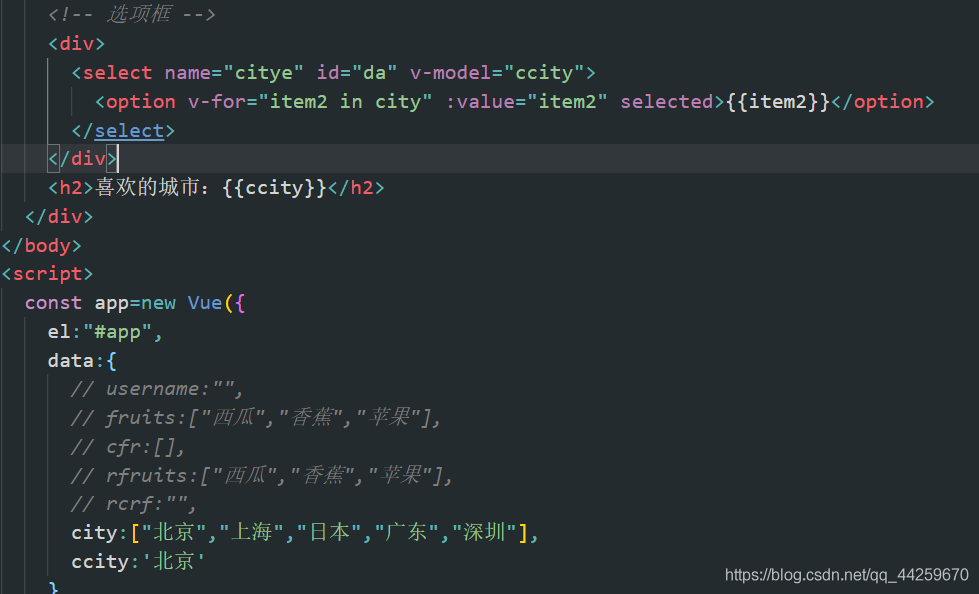 <!-- 选项框 -->
<div>
<select name="citye" id="da" v-model="ccity">
<option v-for="item2 in city" :value="item2" selected>{{item2}}</option>
</select>
</div>
<h2>喜欢的城市：{{ccity}}</h2>
</div>
</body>
<script>
const app=new Vue({
el:"#app",
data:{
// username:"",
// fruits:["西瓜","香蕉","苹果"],
// cfr:[],
// rfruits:["西瓜","香蕉","苹果"],
// rcrf:"",
city:["北京","上海","日本","广东","深圳"],
ccity:'北京'
}
https://blog.csdn.net/qq_44259670